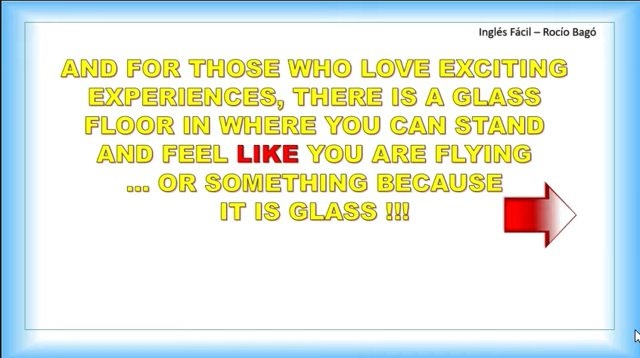 Inglés Fácil – Rocío Bagó
AND FOR THOSE WHO LOVE EXCITING
EXPERIENCES, THERE IS A GLASS
FLOOR IN WHERE YOU CAN STAND
AND FEEL LIKE YOU ARE FLYING
... OR SOMETHING BECAUSE
IT IS GLASS !!!